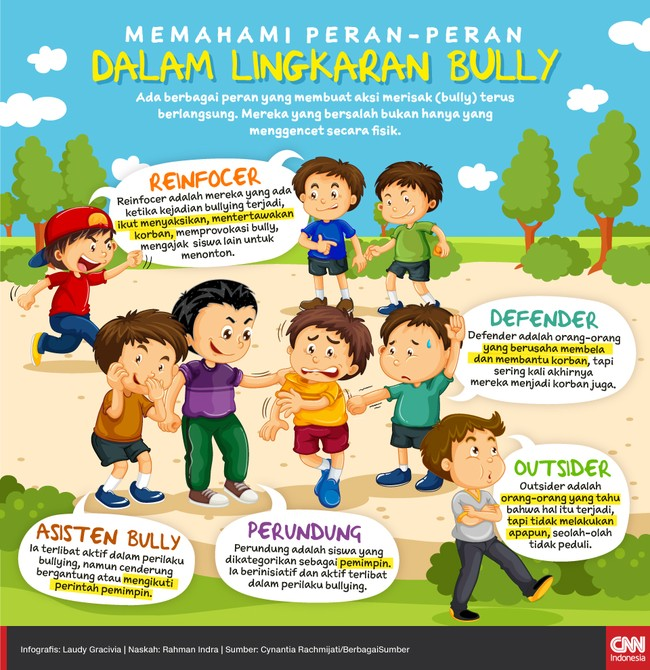 MEMAHAMI PERAN-PERAN
DALAM LINGKARAN BULLY
Ada berbagai peran yang membuat aksi merisak (bully) terus
berlangsung. Mereka yang bersalah bukan hanya yang
menggencet secara fisik.
REINFOCER
Reinfocer adalah mereka yang ada
ketika kejadian bullying terjadi,
ikut menyaksikan, mentertawakan
korban, memprovokasi bully,
mengajak siswa lain untuk
menonton.
DEFENDER
Defender adalah orang-orang
yang berusaha membela
dan membantu korban, tapi
sering kali akhirnya
mereka menjadi korban juga.
OUTSIDER
Outsider adalah
orang-orang yang tahu
bahwa hal itu terjadi,
tapi tidak melakukan
apapun, seolah-olah
tidak peduli.
ASISTEN BULLY
Ia terlibat aktif dalam perilaku
bullying, namun cenderung
bergantung atau mengikuti
perintah pemimpin.
PERUNDUNG
Perundung adalah siswa yang
dikategorikan sebagai pemimpin.
Ia berinisiatif dan aktif terlibat
dalam perilaku bullying.
Infografis: Laudy Gracivia | Naskah: Rahman Indra | Sumber: Cynantia Rachmijati/BerbagaiSumber
CNN
Indonesia